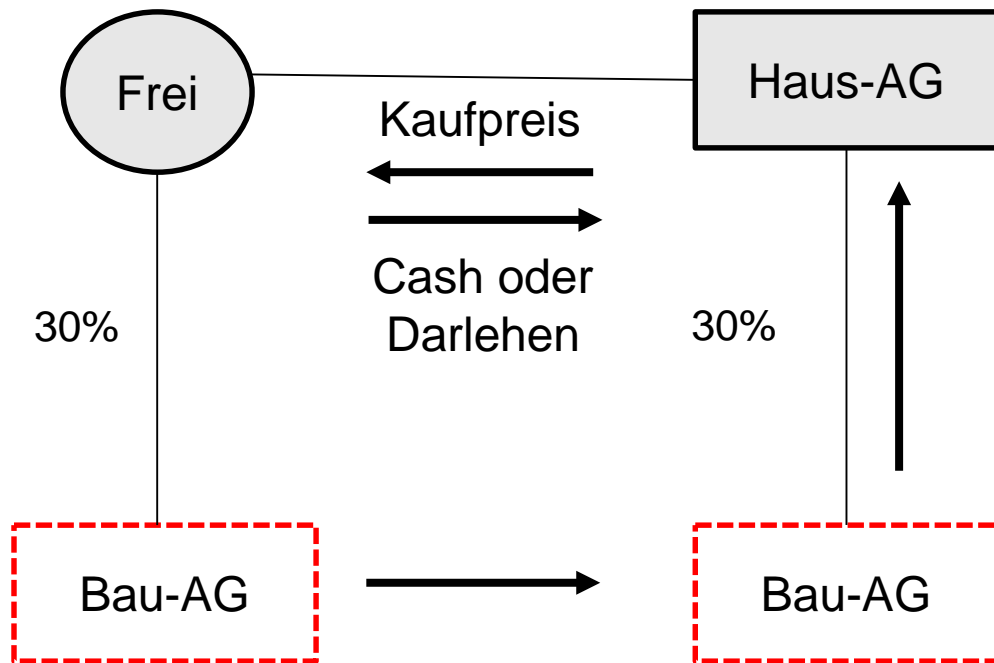 Frei
Haus-AG
Kaufpreis
Cash oder
Darlehen
30%
30%
Bau-AG
Bau-AG